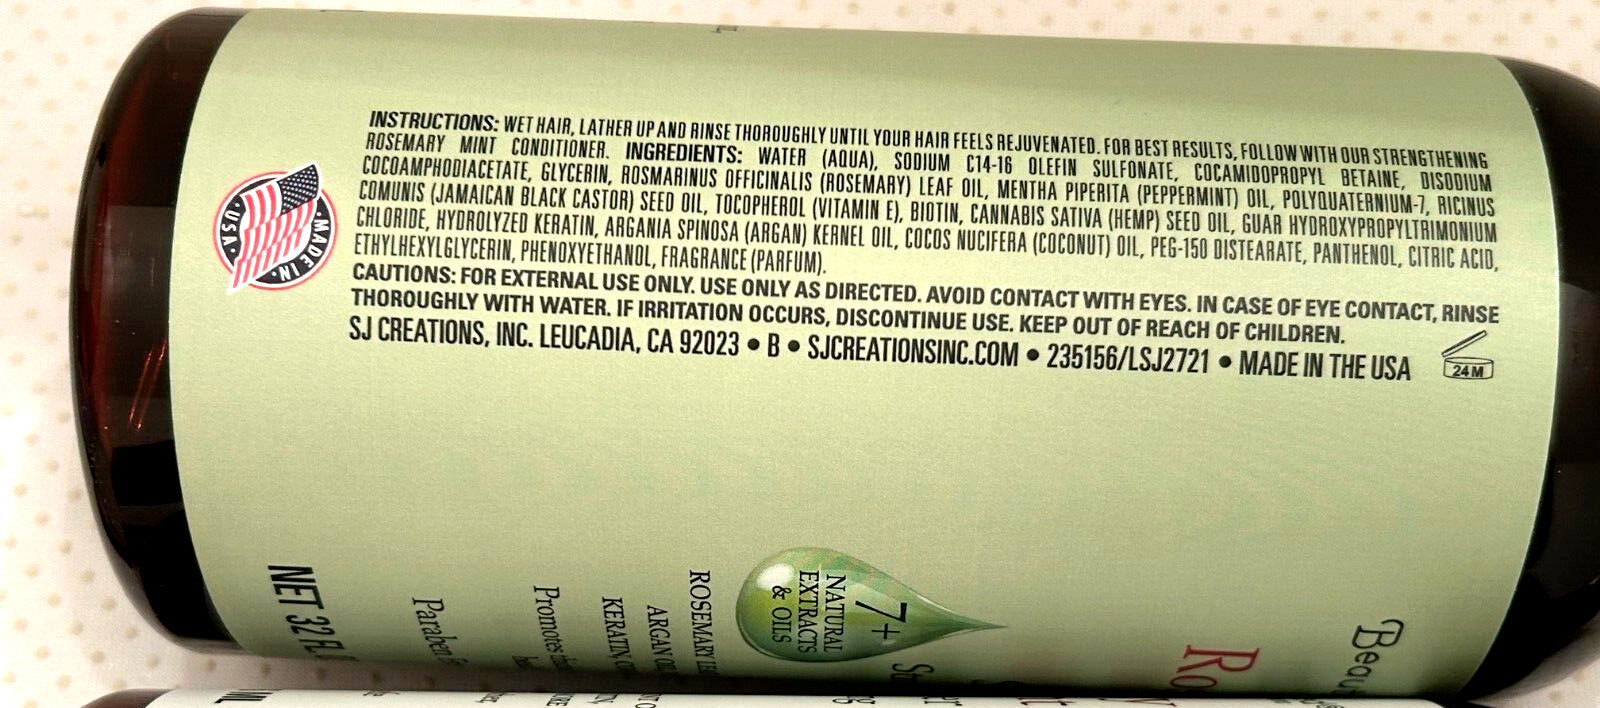 INSTRUCTIONS: WET HAIR, LATHER UP AND RINSE THOROUGHLY UNTIL YOUR HAIR FEELS REJUVENATED. FOR BEST RESULTS, FOLLOW WITH OUR STRENGTHENING
ROSEMARY MINT CONDITIONER. INGREDIENTS: WATER (AQUA), SODIUM C14-16 OLEFIN SULFONATE, COCAMIDOPROPYL BETAINE, DISODIUM
COCOAMPHODIACETATE, GLYCERIN, ROSMARINUS OFFICINALIS (ROSEMARY) LEAF OIL, MENTHA PIPERITA (PEPPERMINT) OIL, POLYQUATERNIUM-7, RICINUS
COMUNIS (JAMAICAN BLACK CASTOR) SEED OIL, TOCOPHEROL (VITAMIN E), BIOTIN, CANNABIS SATIVA (HEMP) SEED OIL, GUAR HYDROXYPROPYLTRIMONIUM
CHLORIDE, HYDROLYZED KERATIN, ARGANIA SPINOSA (ARGAN) KERNEL OIL, COCOS NUCIFERA (COCONUT) OIL, PEG-150 DISTEARATE, PANTHENOL, CITRIC ACID,
ETHYLHEXYLGLYCERIN, PHENOXYETHANOL, FRAGRANCE (PARFUM).
CAUTIONS: FOR EXTERNAL USE ONLY. USE ONLY AS DIRECTED. AVOID CONTACT WITH EYES. IN CASE OF EYE CONTACT, RINSE
THOROUGHLY WITH WATER. IF IRRITATION OCCURS, DISCONTINUE USE. KEEP OUT OF REACH OF CHILDREN.
SJ CREATIONS, INC. LEUCADIA, CA 92023 • B • SJCREATIONSINC.COM • 235156/LSJ2721 • MADE IN THE USA
24M
MADE IN
USA
7+
NATURAL
EXTRACTS
& OILS
ROSEMARY
ARGAN
KERATIN
Promotes
Paraben
NET 32 FL